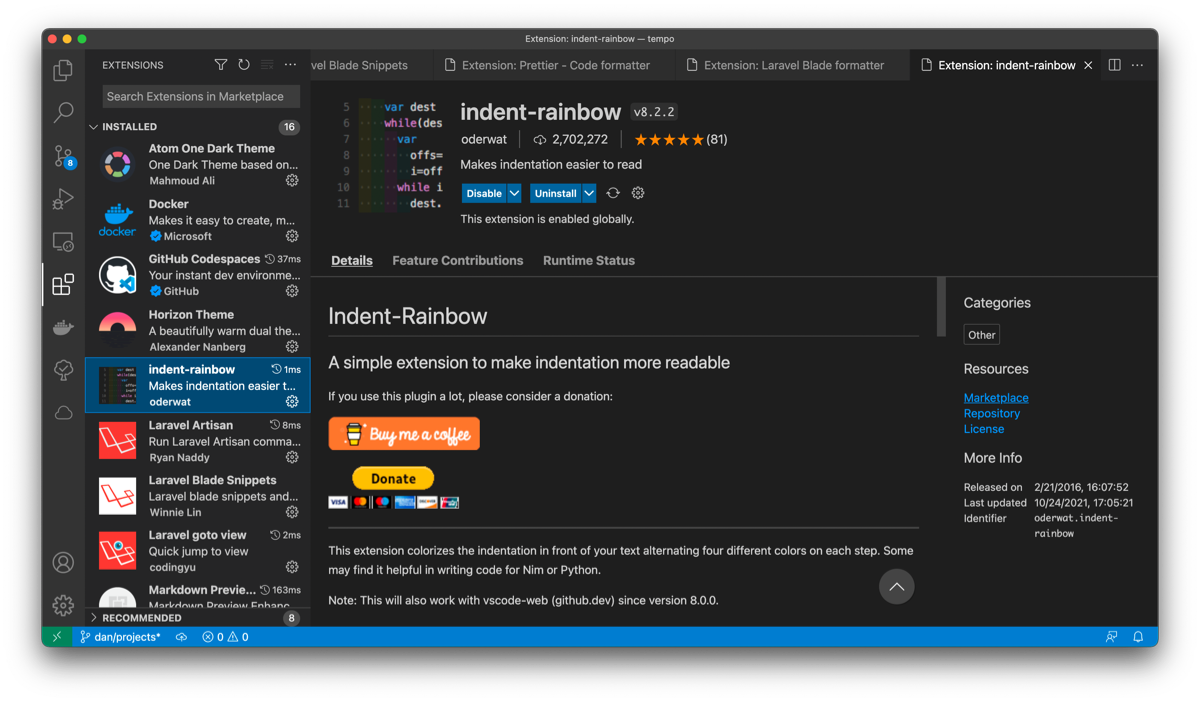 Extension: indent-rainbow — tempo
EXTENSIONS
vel Blade Snippets
Extension: Prettier - Code formatter
Extension: Laravel Blade formatter
Extension: indent-rainbow
Search Extensions in Marketplace
INSTALLED 16
Atom One Dark Theme
One Dark Theme based on...
Mahmoud Ali
Docker
Makes it easy to create, m...
Microsoft
docker
GitHub Codespaces 37ms
Your instant dev environme...
GitHub
Horizon Theme
A beautifully warm dual the...
Alexander Nanberg
indent-rainbow 1ms
Makes indentation easier t...
oderwat
Laravel Artisan 8ms
Run Laravel Artisan comma...
Ryan Naddy
Laravel Blade Snippets
Laravel blade snippets and...
Winnie Lin
Laravel goto view 2ms
Quick jump to view
codingyu
Markdown Previe... 163ms
Markdown Preview Enhanc
RECOMMENDED 8
8
5 var dest
6 while(des
7 var
8 offs=
9 i=off
10 while i
11 dest.
indent-rainbow v8.2.2
oderwat 2,702,272 (81)
Makes indentation easier to read
Disable Uninstall
This extension is enabled globally.
Details Feature Contributions Runtime Status
Indent-Rainbow
A simple extension to make indentation more readable
If you use this plugin a lot, please consider a donation:
Buy me a coffee
Donate
VISA
This extension colorizes the indentation in front of your text alternating four different colors on each step. Some
may find it helpful in writing code for Nim or Python.
Note: This will also work with vscode-web (github.dev) since version 8.0.0.
Categories
Other
Resources
Marketplace
Repository
License
More Info
Released on 2/21/2016, 16:07:52
Last updated 10/24/2021, 17:05:21
Identifier oderwat.indent-
rainbow
dan/projects* 0 0